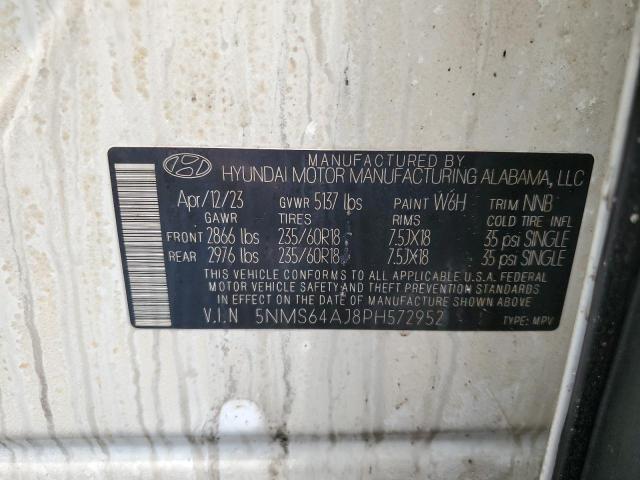 MANUFACTURED BY
HYUNDAI MOTOR MANUFACTURING ALABAMA, LLC
Apr/12/23 GVWR 5137 lbs PAINT W6H TRIM NNB
GAWR TIRES RIMS COLD TIRE INFL
FRONT 2866 lbs 235/60R18 7.5JX18 35 psi SINGLE
REAR 2976 lbs 235/60R18 7.5JX18 35 psi SINGLE
THIS VEHICLE CONFORMS TO ALL APPLICABLE U.S.A. FEDERAL
MOTOR VEHICLE SAFETY AND THEFT PREVENTION STANDARDS
IN EFFECT ON THE DATE OF MANUFACTURE SHOWN ABOVE.
V.I.N 5NMS64AJ8PH572952 TYPE: MPV